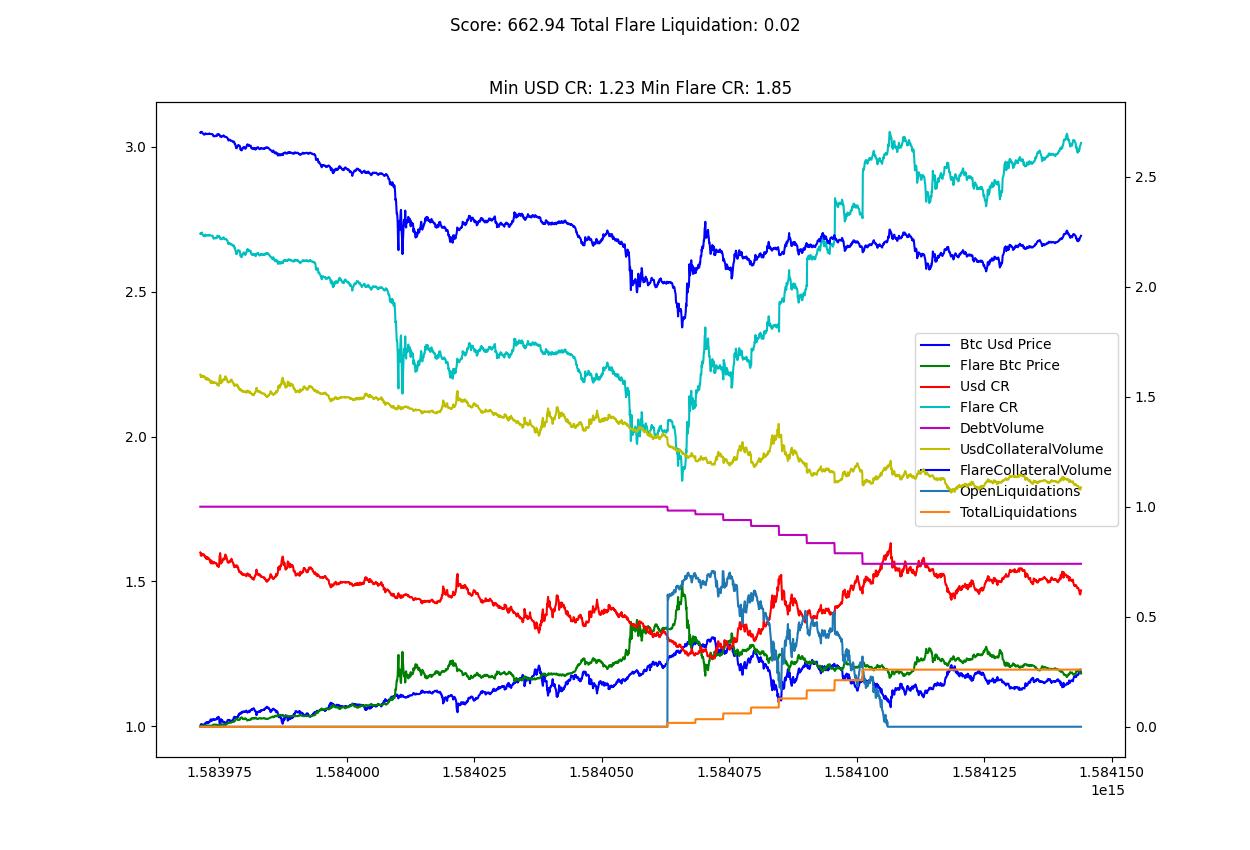 Score: 662.94 Total Flare Liquidation: 0.02
Min USD CR: 1.23 Min Flare CR: 1.85
3.0
2.5
2.0
1.5
1.0
2.5
2.0
1.5
1.0
0.5
0.0
Btc Usd Price
Flare Btc Price
Usd CR
Flare CR
DebtVolume
UsdCollateralVolume
FlareCollateralVolume
OpenLiquidations
TotalLiquidations
1.583975 1.584000 1.584025 1.584050 1.584075 1.584100 1.584125 1.584150
1e15